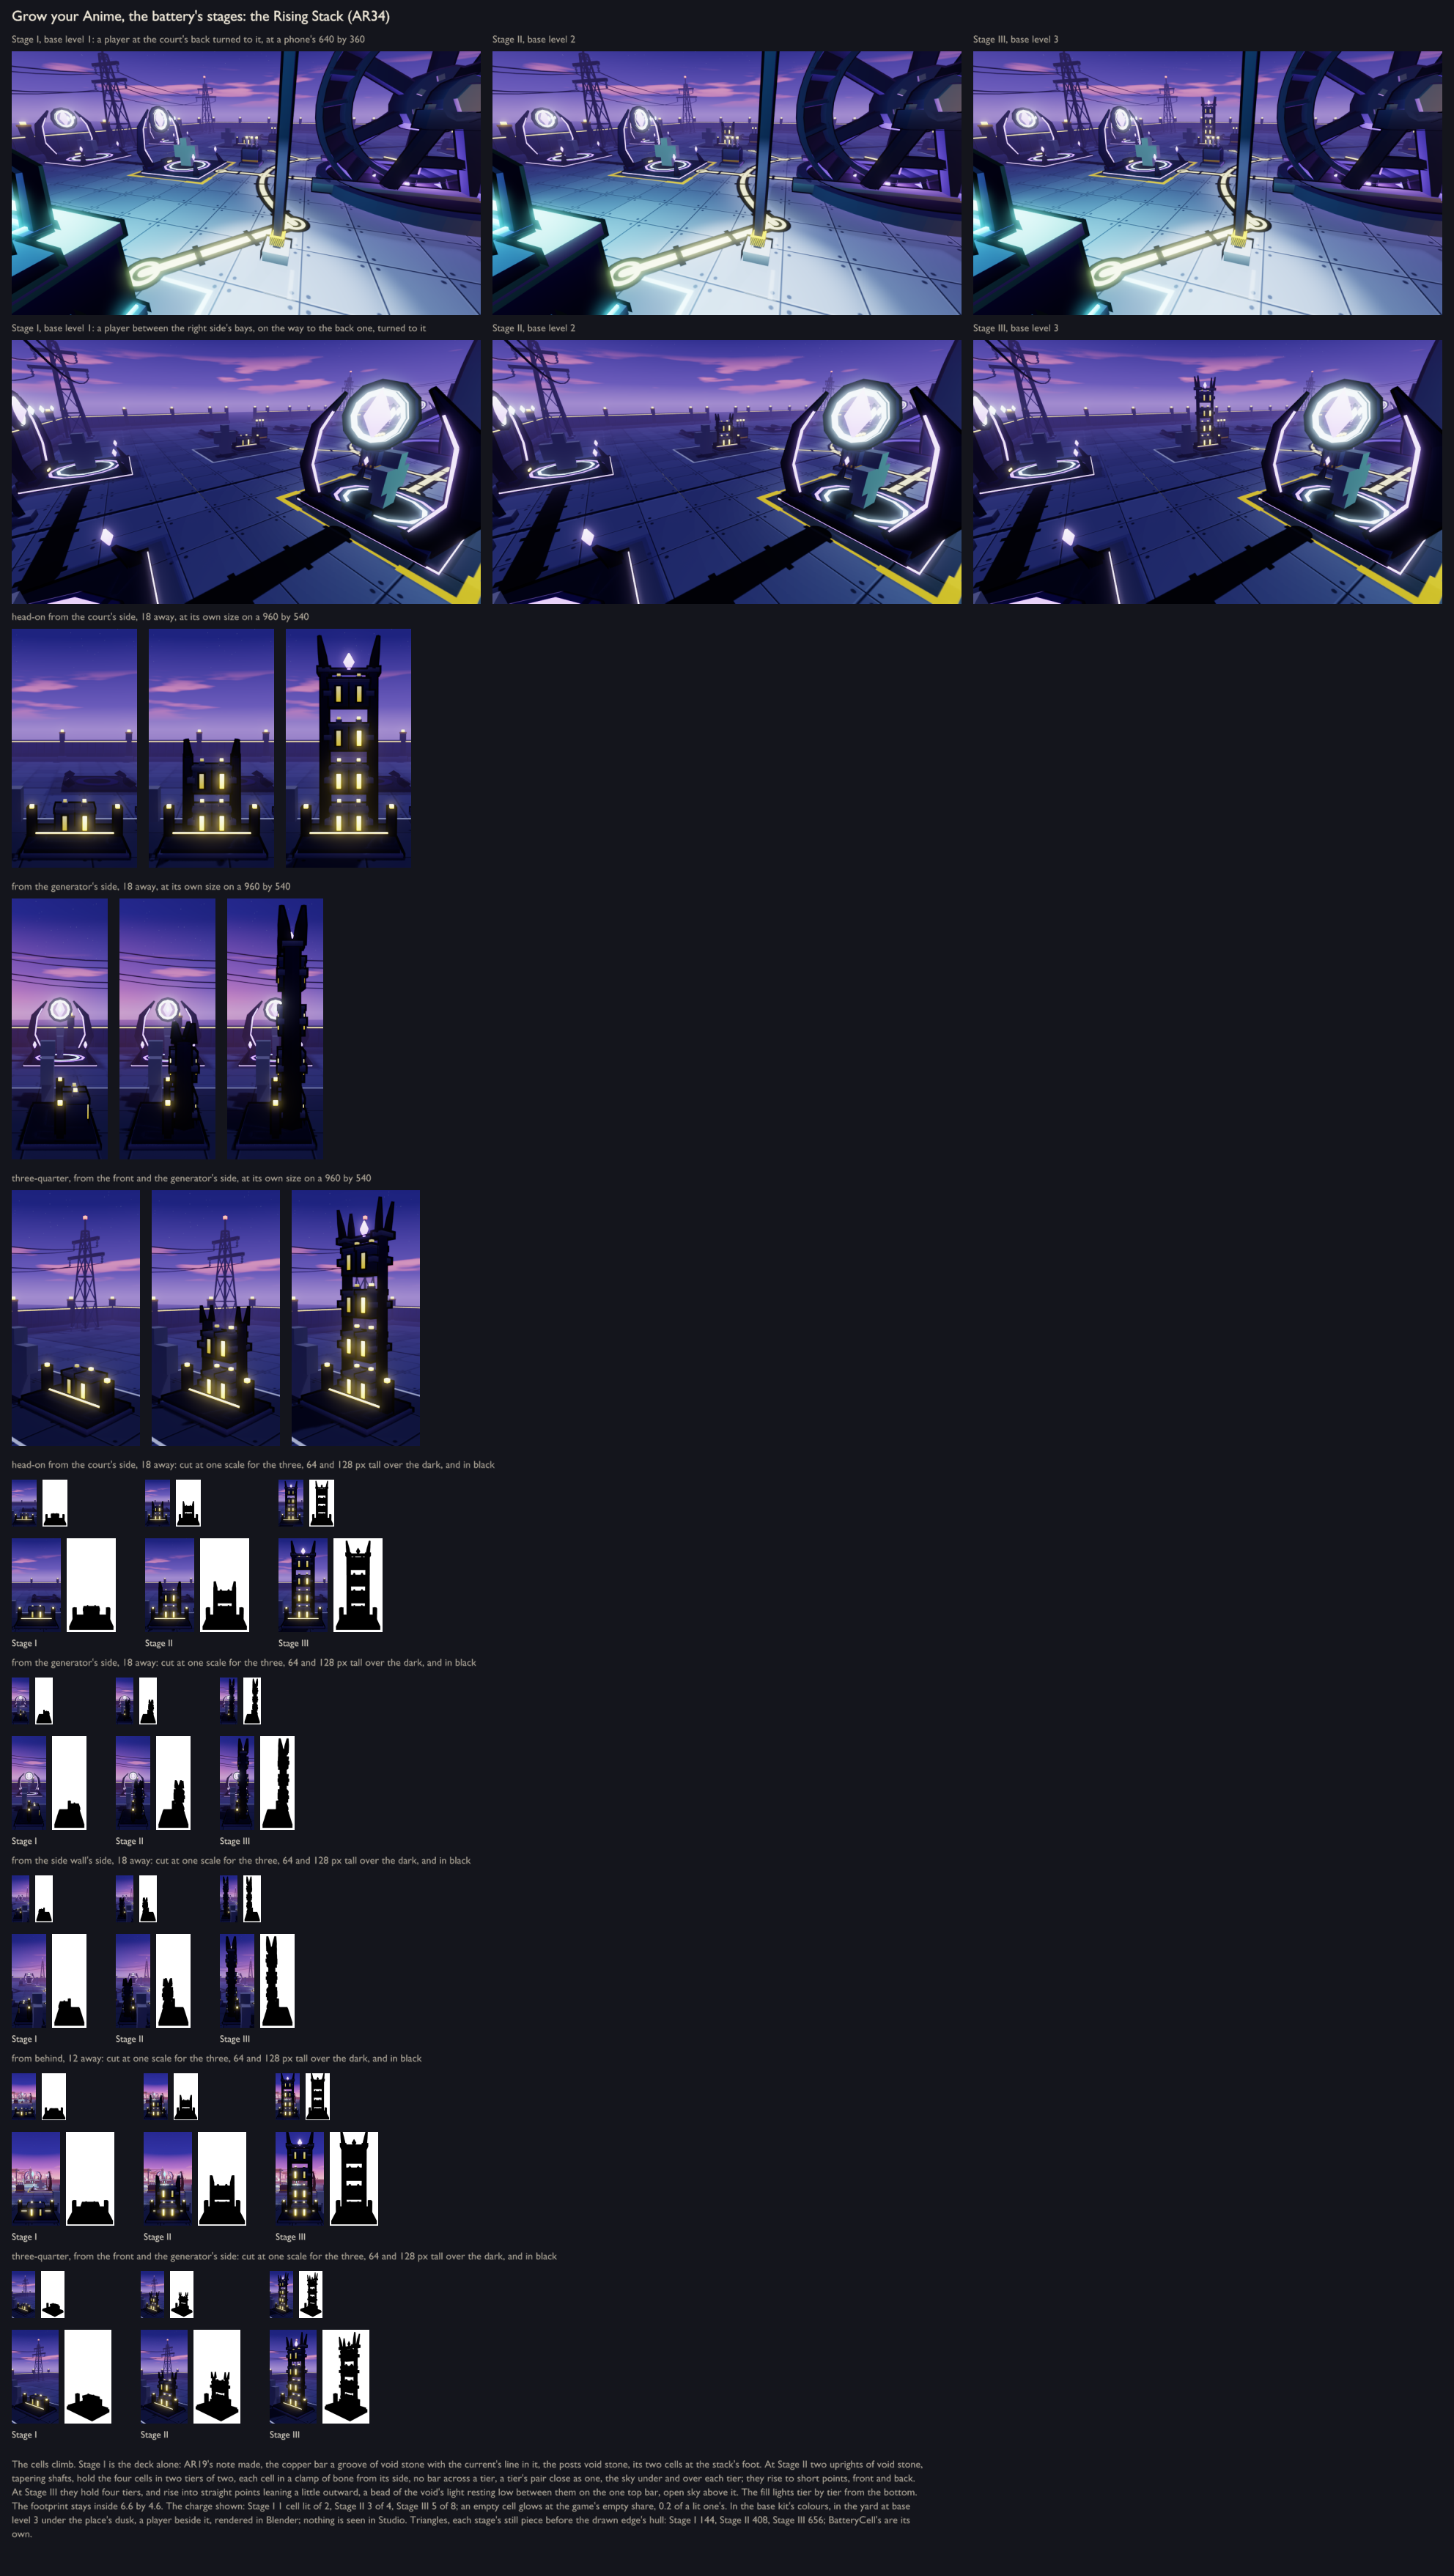 Grow your Anime, the battery's stages: the Rising Stack (AR34)
Stage I, base level 1: a player at the court's back turned to it, at a phone's 640 by 360
Stage II, base level 2
Stage III, base level 3
Stage I, base level 1: a player between the right side's bays, on the way to the back one, turned to it
Stage II, base level 2
Stage III, base level 3
head-on from the court's side, 18 away, at its own size on a 960 by 540
from the generator's side, 18 away, at its own size on a 960 by 540
three-quarter, from the front and the generator's side, at its own size on a 960 by 540
head-on from the court's side, 18 away: cut at one scale for the three, 64 and 128 px tall over the dark, and in black
Stage I
Stage II
Stage III
from the generator's side, 18 away: cut at one scale for the three, 64 and 128 px tall over the dark, and in black
Stage I
Stage II
Stage III
from the side wall's side, 18 away: cut at one scale for the three, 64 and 128 px tall over the dark, and in black
Stage I
Stage II
Stage III
from behind, 12 away: cut at one scale for the three, 64 and 128 px tall over the dark, and in black
Stage I
Stage II
Stage III
three-quarter, from the front and the generator's side: cut at one scale for the three, 64 and 128 px tall over the dark, and in black
Stage I
Stage II
Stage III
The cells climb. Stage I is the deck alone: AR19's note made, the copper bar a groove of void stone with the current's line in it, the posts void stone, its two cells at the stack's foot. At Stage II two uprights of void stone,
tapering shafts, hold the four cells in two tiers of two, each cell in a clamp of bone from its side, no bar across a tier, a tier's pair close as one, the sky under and over each tier; they rise to short points, front and back.
At Stage III they hold four tiers, and rise into straight points leaning a little outward, a bead of the void's light resting low between them on the one top bar, open sky above it. The fill lights tier by tier from the bottom.
The footprint stays inside 6.6 by 4.6. The charge shown: Stage I 1 cell lit of 2, Stage II 3 of 4, Stage III 5 of 8; an empty cell glows at the game's empty share, 0.2 of a lit one's. In the base kit's colours, in the yard at base
level 3 under the place's dusk, a player beside it, rendered in Blender; nothing is seen in Studio. Triangles, each stage's still piece before the drawn edge's hull: Stage I 144, Stage II 408, Stage III 656; BatteryCell's are its
own.